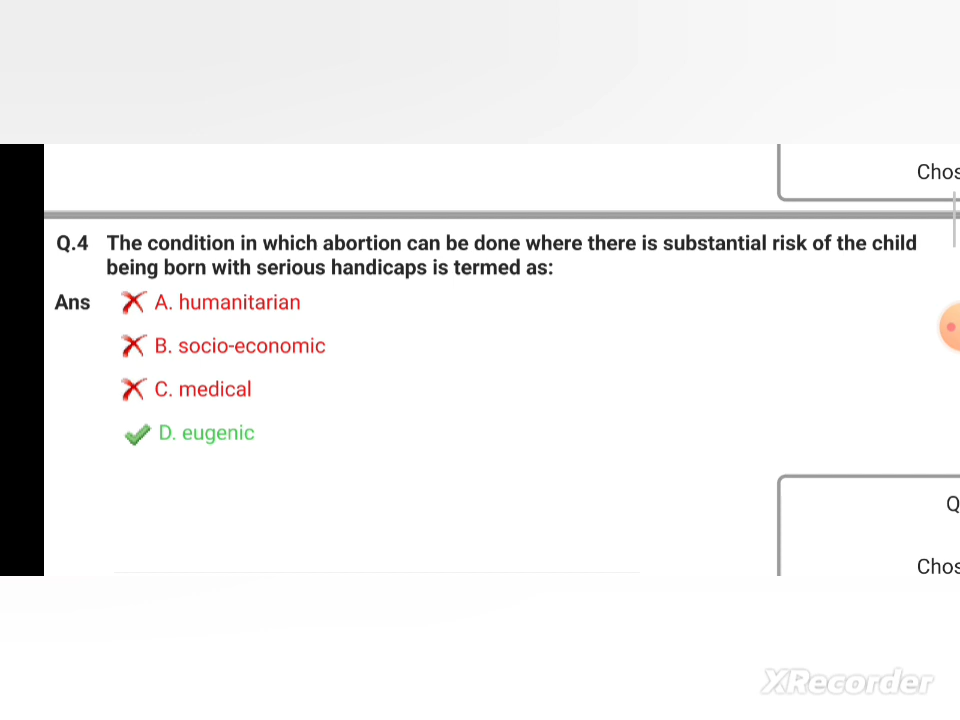 Chos
Q.4 The condition in which abortion can be done where there is substantial risk of the child
being born with serious handicaps is termed as:
Ans A. humanitarian
B. socio-economic
C. medical
D. eugenic
Q
Chos
XRecorder